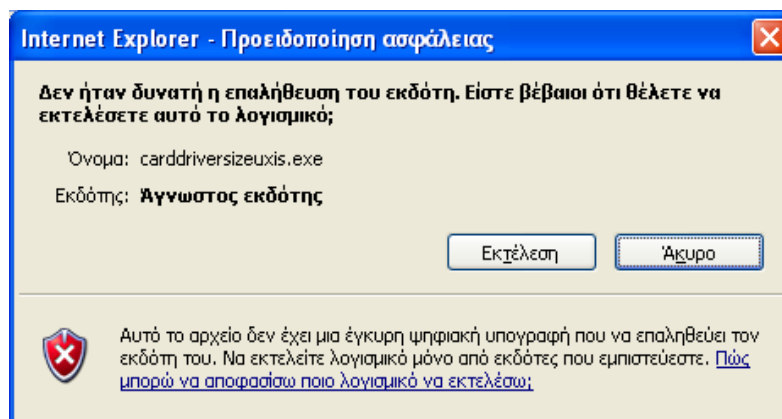 Internet Explorer - Προειδοποίηση ασφάλειας
Δεν ήταν δυνατή η επαλήθευση του εκδότη. Είστε βέβαιοι ότι θέλετε να
εκτελέσετε αυτό το λογισμικό;
Όνομα: carddriversizeuxis.exe
Εκδότης: Άγνωστος εκδότης
Εκτέλεση Άκυρο
Αυτό το αρχείο δεν έχει μια έγκυρη ψηφιακή υπογραφή που να επαληθεύει τον
εκδότη του. Να εκτελείτε λογισμικό μόνο από εκδότες που εμπιστεύεστε. Πώς
μπορώ να αποφασίσω ποιο λογισμικό να εκτελέσω;